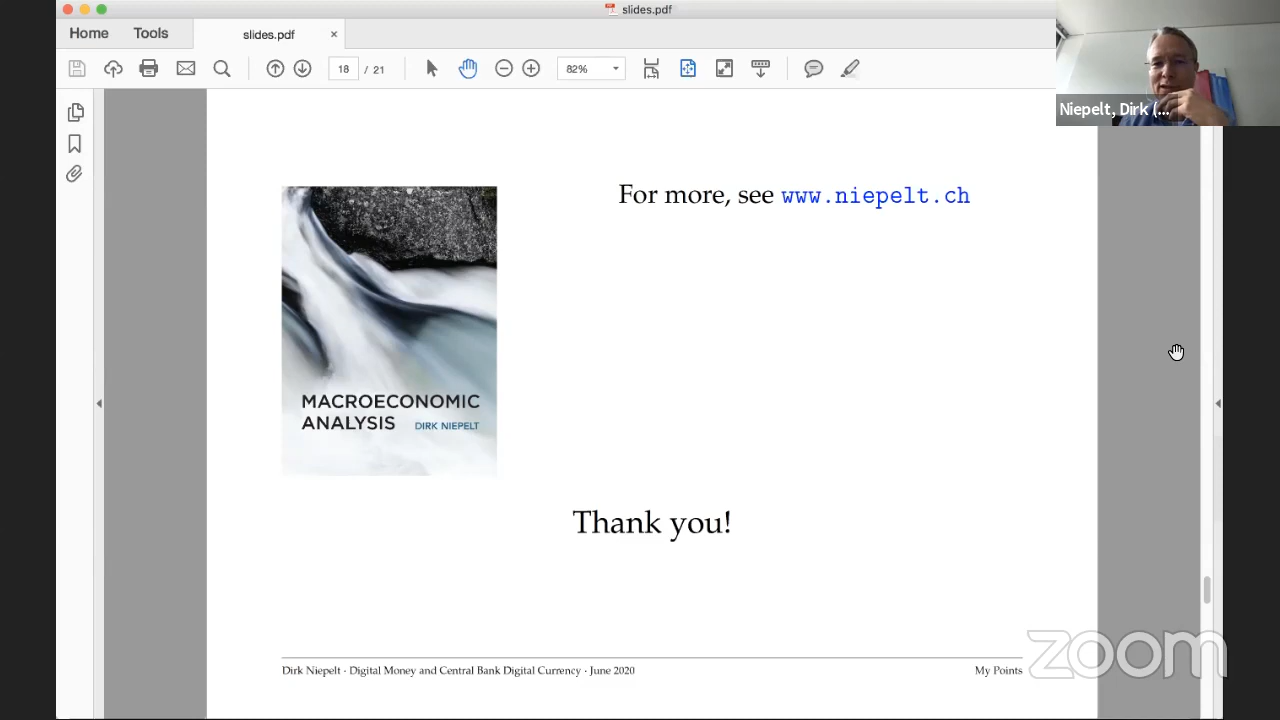 slides.pdf
Home
Tools
slides.pdf
×
18 / 21
82%
Niepelt, Dirk (...
For more, see www.niepelt.ch
MACROECONOMIC
ANALYSIS DIRK NIEPELT
Thank you!
Dirk Niepelt · Digital Money and Central Bank Digital Currency · June 2020
My Points
zoom